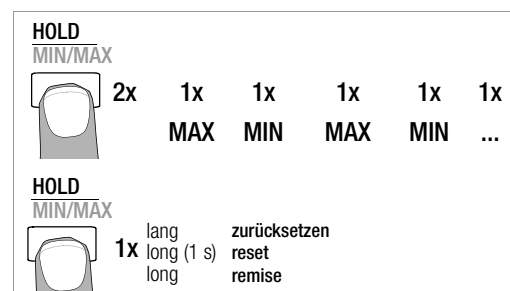 HOLD
MIN/MAX
2x 1x 1x 1x 1x 1x
MAX MIN MAX MIN ...
HOLD
MIN/MAX
1x lang zurücksetzen
long (1 s) reset
long remise